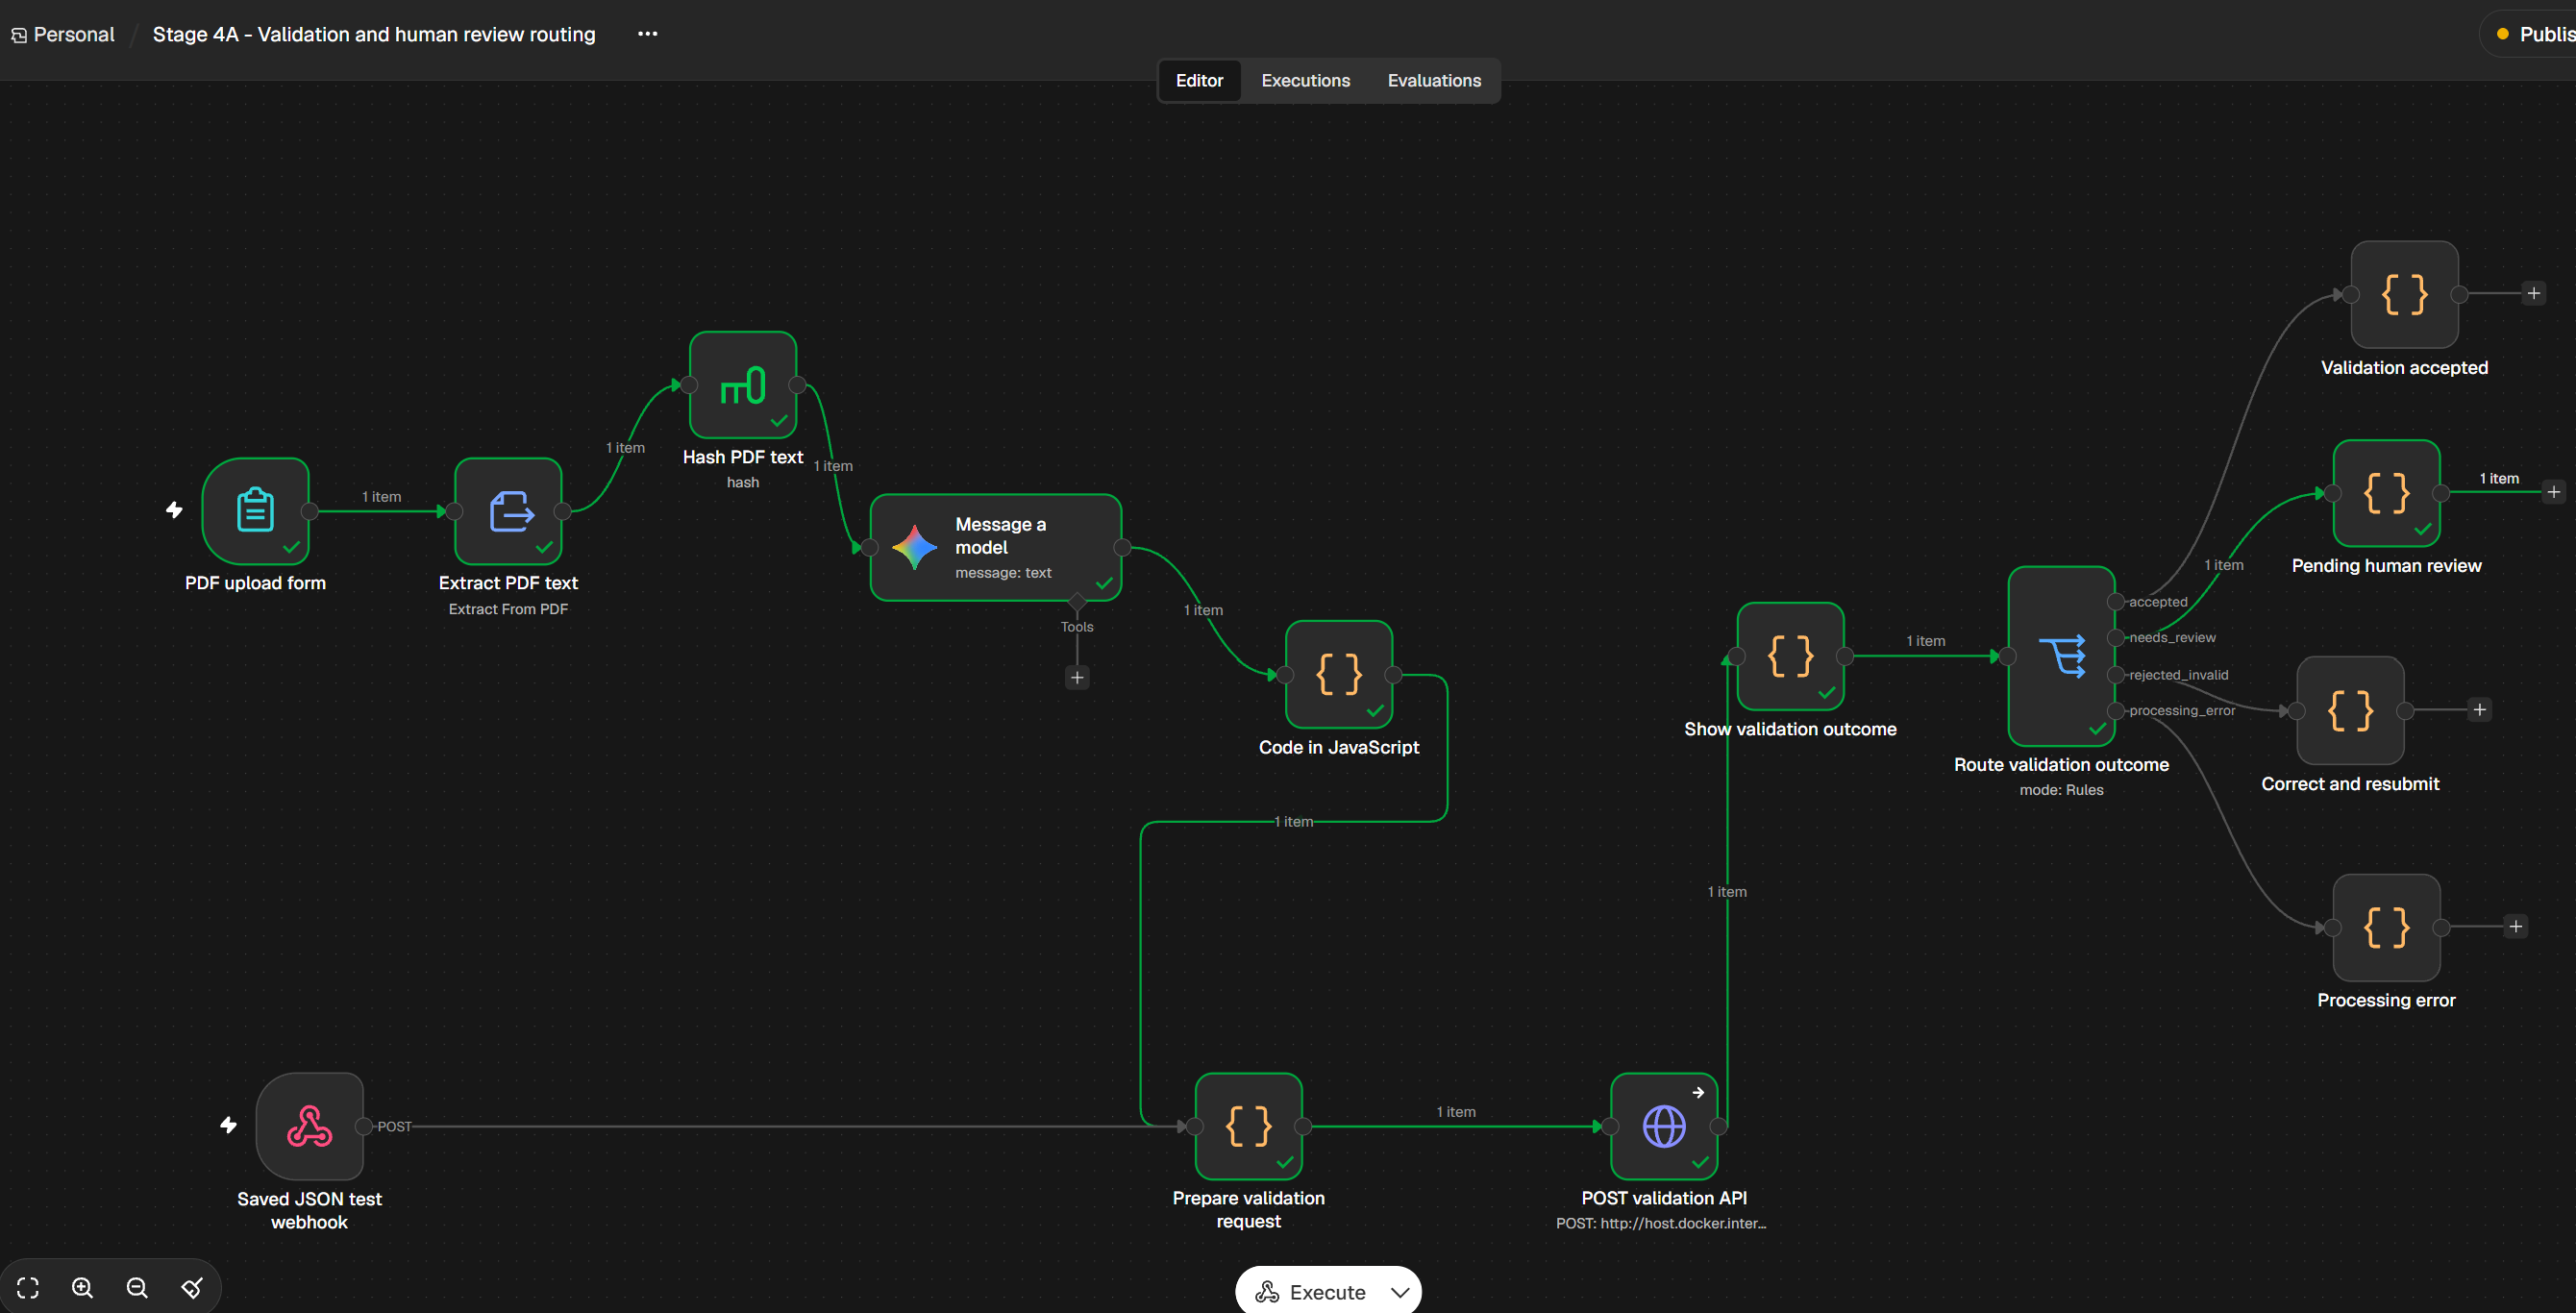 Personal / Stage 4A - Validation and human review routing ...
Publis
Editor Executions Evaluations
Validation accepted
1 item
Hash PDF text
hash
1 item
1 item
1 item
PDF upload form
Extract PDF text
Extract From PDF
Message a
model
message: text
Tools
1 item
Code in JavaScript
1 item
1 item
Show validation outcome
1 item
accepted
needs_review
rejected_invalid
processing_error
Route validation outcome
mode: Rules
1 item
1 item
Pending human review
Correct and resubmit
Processing error
POST
Saved JSON test
webhook
Prepare validation
request
1 item
POST validation API
POST: http://host.docker.inter...
Execute